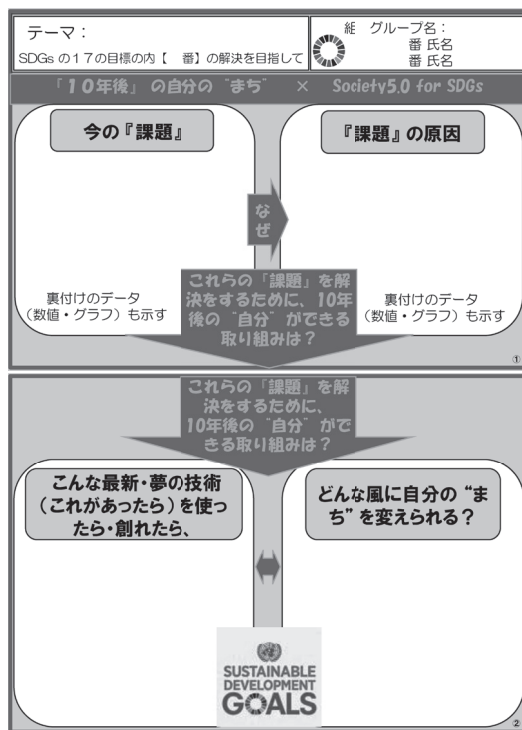 テーマ：
SDGs の１７の目標の内【　番】の解決を目指して
組　グループ名：
番 氏名
番 氏名
『１０年後』の自分の “まち” × Society5.0 for SDGs
今の『課題』
『課題』の原因
な
ぜ
裏付けのデータ
（数値・グラフ）も示す
これらの『課題』を解
決をするために、10年
後の “自分” ができる
取り組みは？
裏付けのデータ
（数値・グラフ）も示す
①
これらの『課題』を解
決をするために、
10年後の “自分” がで
きる取り組みは？
こんな最新・夢の技術
（これがあったら）を使っ
たら・創れたら、
どんな風に自分の “ま
ち” を変えられる？
SUSTAINABLE
DEVELOPMENT
GOALS
②